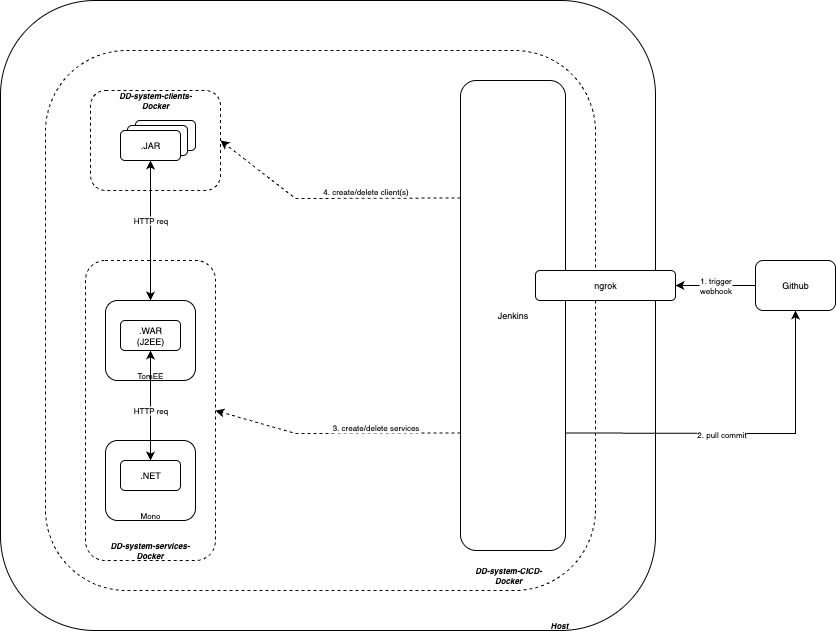 DD-system-clients-
Docker
.JAR
4. create/delete client(s)
HTTP req
ngrok
1. trigger
webhook
Github
Jenkins
.WAR
(J2EE)
TomEE
HTTP req
3. create/delete services
2. pull commit
.NET
Mono
DD-system-services-
Docker
DD-system-CICD-
Docker
Host